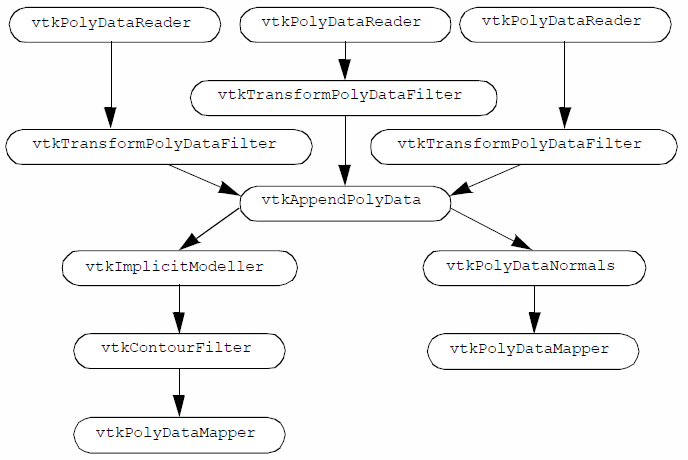 vtkPolyDataReader
vtkPolyDataReader
vtkPolyDataReader
vtkTransformPolyDataFilter
vtkTransformPolyDataFilter
vtkTransformPolyDataFilter
vtkAppendPolyData
vtkImplicitModeller
vtkPolyDataNormals
vtkContourFilter
vtkPolyDataMapper
vtkPolyDataMapper